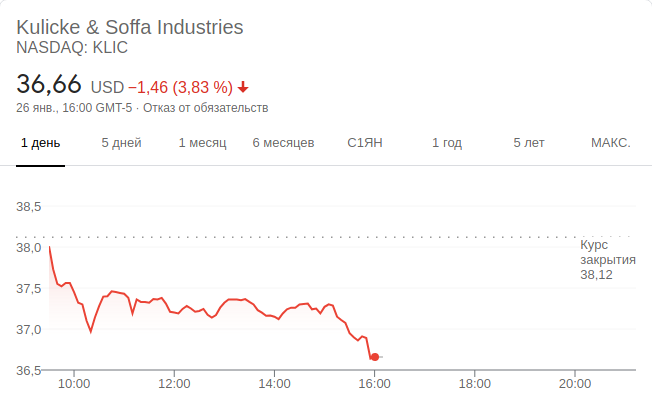 Kulicke & Soffa Industries
NASDAQ: KLIC
36,66 USD −1,46 (3,83 %)
26 янв., 16:00 GMT-5 · Отказ от обязательств
1 день 5 дней 1 месяц 6 месяцев С1ЯН 1 год 5 лет МАКС.
38,5
38,0
37,5
37,0
36,5
Курс
закрытия
38,12
10:00 12:00 14:00 16:00 18:00 20:00